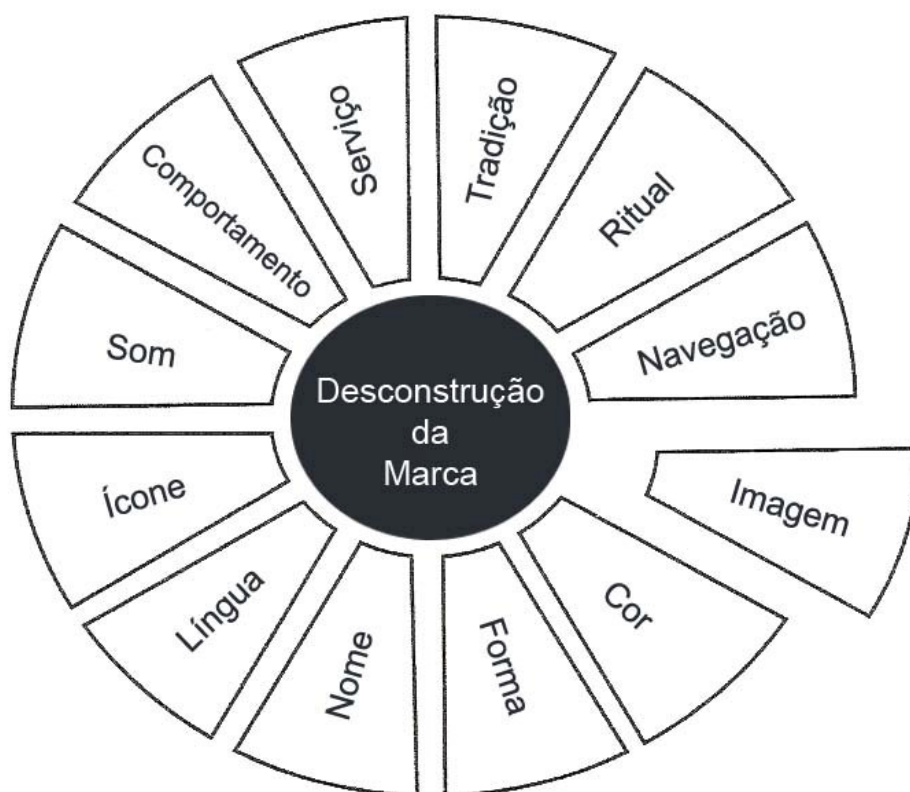 Desconstrução
da
Marca
Tradição
Ritual
Navegação
Imagem
Cor
Forma
Nome
Língua
Ícone
Som
Comportamento
Serviço